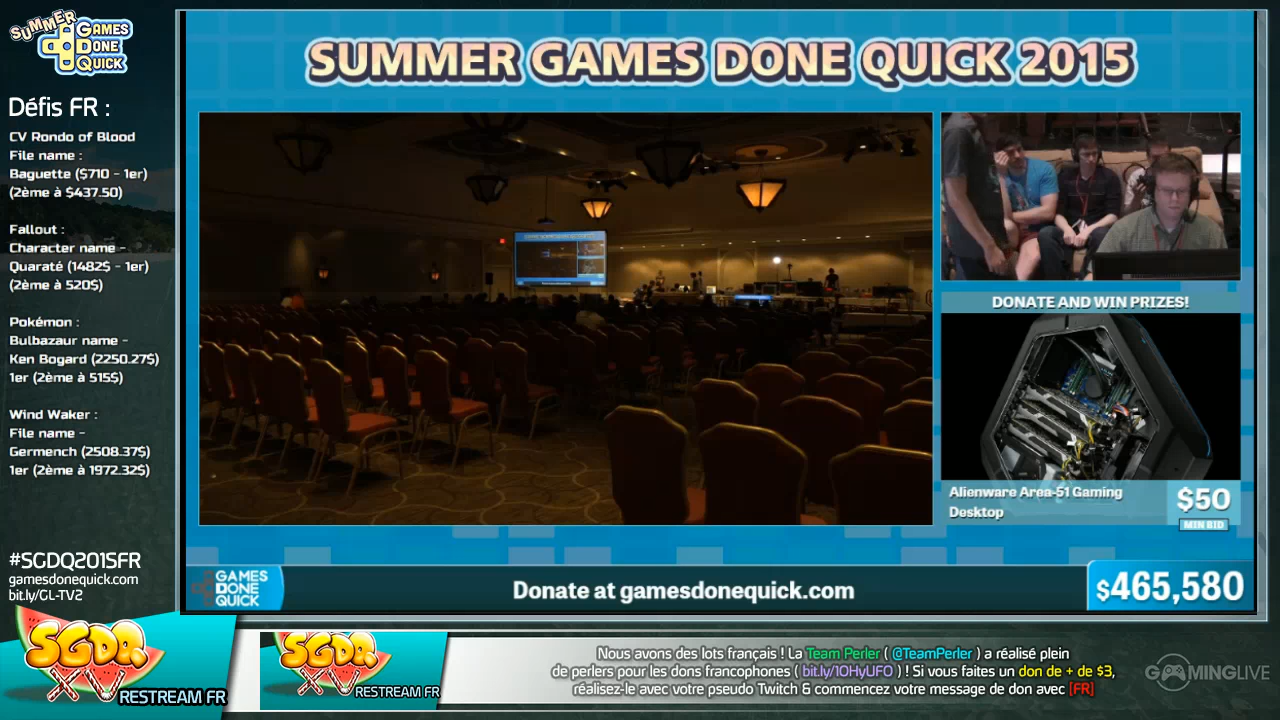 SUMMER
GAMES
DONE
QUICK
Défis FR :
CV Rondo of Blood
File name :
Baguette ($710 - 1er)
(2ème à $437.50)
Fallout :
Character name -
Quaraté (1482$ - 1er)
(2ème à 520$)
Pokémon :
Bulbazaur name -
Ken Bogard (2250.27$)
1er (2ème à 515$)
Wind Waker :
File name -
Germench (2508.37$)
1er (2ème à 1972.32$)
#SGDQ2015FR
gamesdonequick.com
bit.ly/GL-TV2
SUMMER GAMES DONE QUICK 2015
DONATE AND WIN PRIZES!
Alienware Area-51 Gaming
Desktop
$50
MIN BID
GAMES
DONE
QUICK
Donate at gamesdonequick.com
$465,580
SGDQ
RESTREAM FR
SGDQ
RESTREAM FR
Nous avons des lots français ! La Team Perler ( @TeamPerler ) a réalisé plein
de perlers pour les dons francophones ( bit.ly/1OHyUFO ) ! Si vous faites un don de + de $3,
réalisez-le avec votre pseudo Twitch & commencez votre message de don avec [FR]
GAMINGLIVE